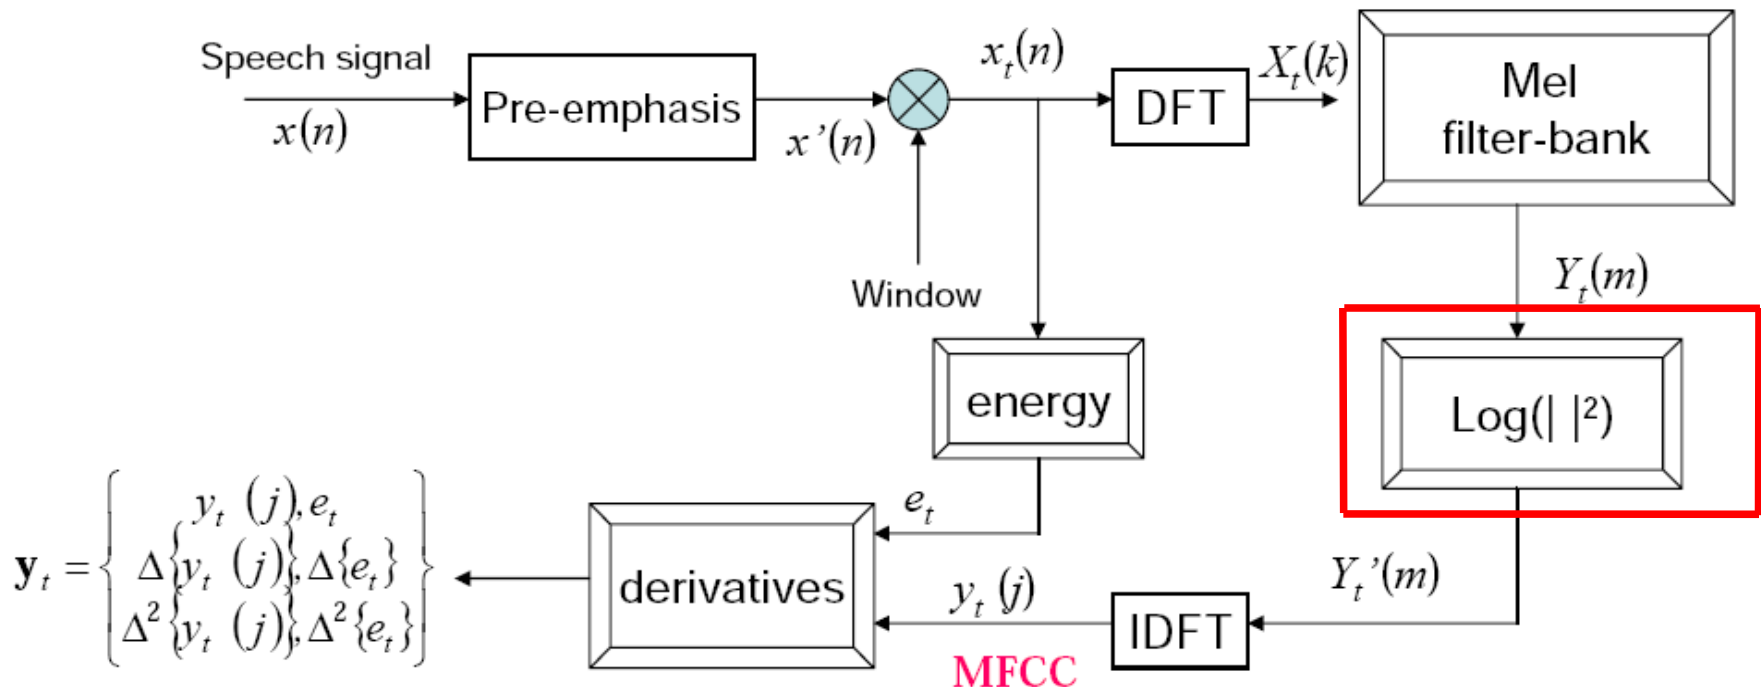 Speech signal
x(n)
Pre-emphasis
x’(n)
x_t(n)
Window
DFT
X_t(k)
Mel
filter-bank
Y_t(m)
Log(| |²)
Y_t’(m)
IDFT
y_t (j)
MFCC
energy
e_t
derivatives
y_t = { y_t (j), e_t
Δ{y_t (j)}, Δ{e_t}
Δ²{y_t (j)}, Δ²{e_t} }